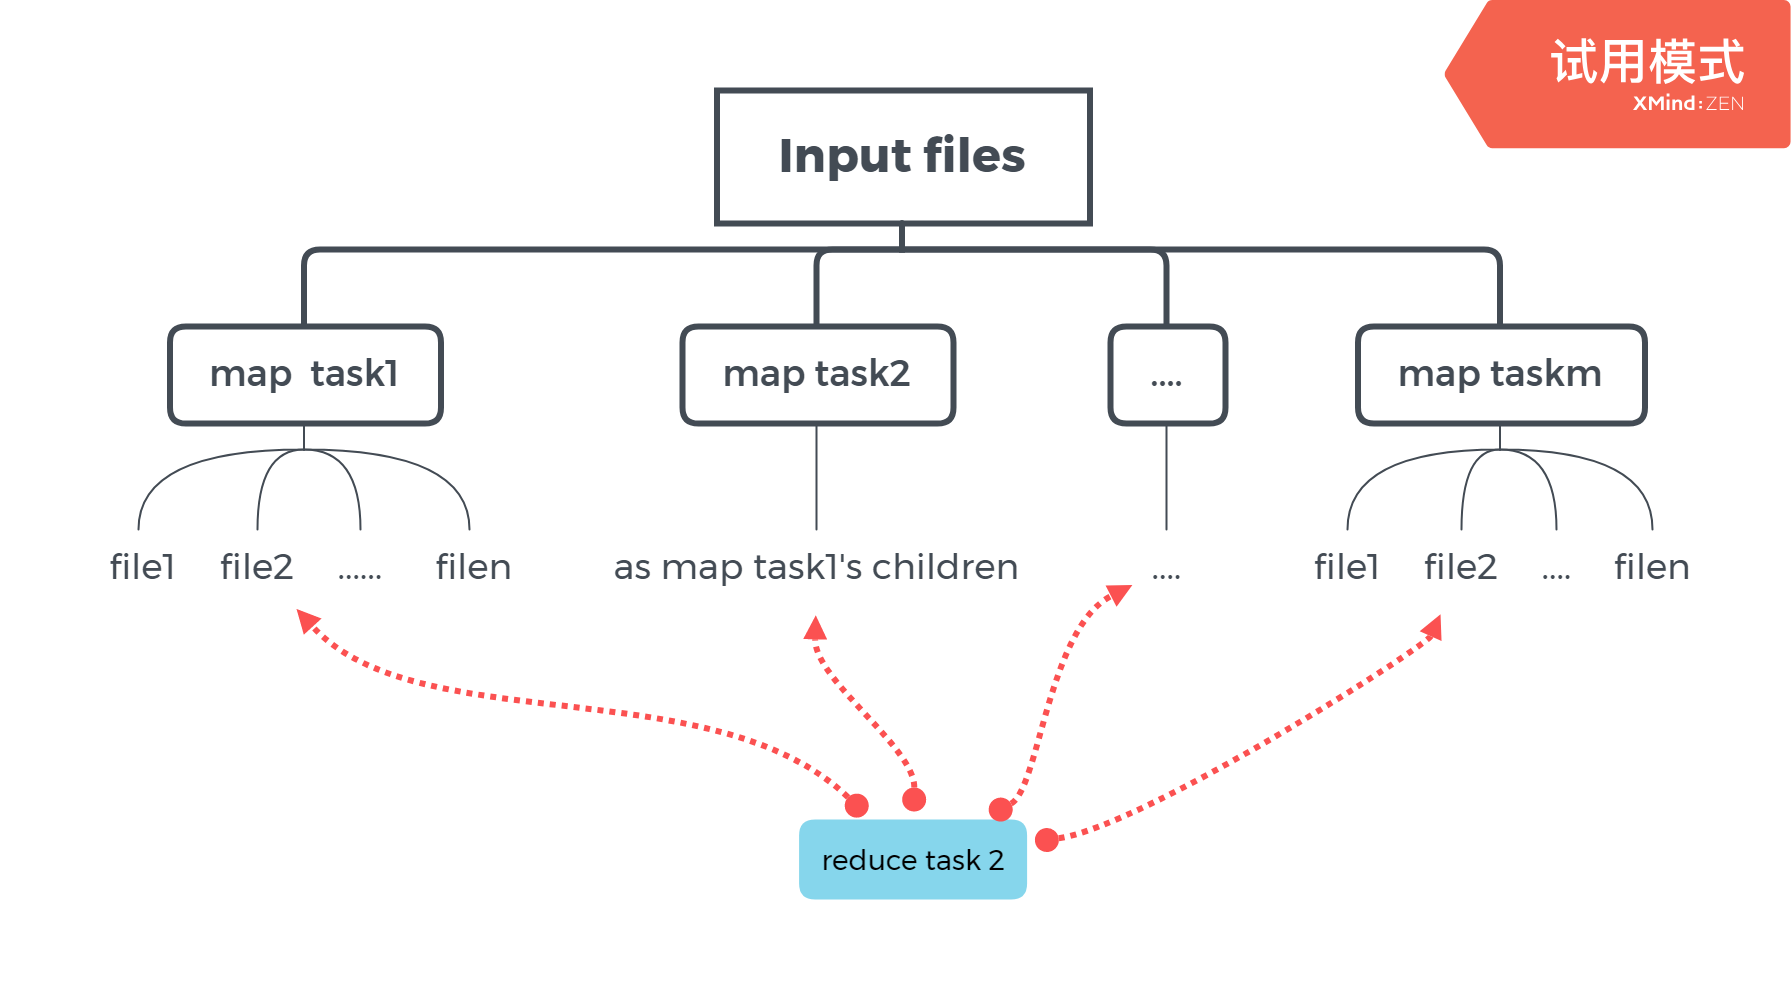 试用模式
XMind:ZEN
Input files
map  task1
map task2
....
map taskm
file1
file2
......
filen
as map task1's children
....
file1
file2
....
filen
reduce task 2